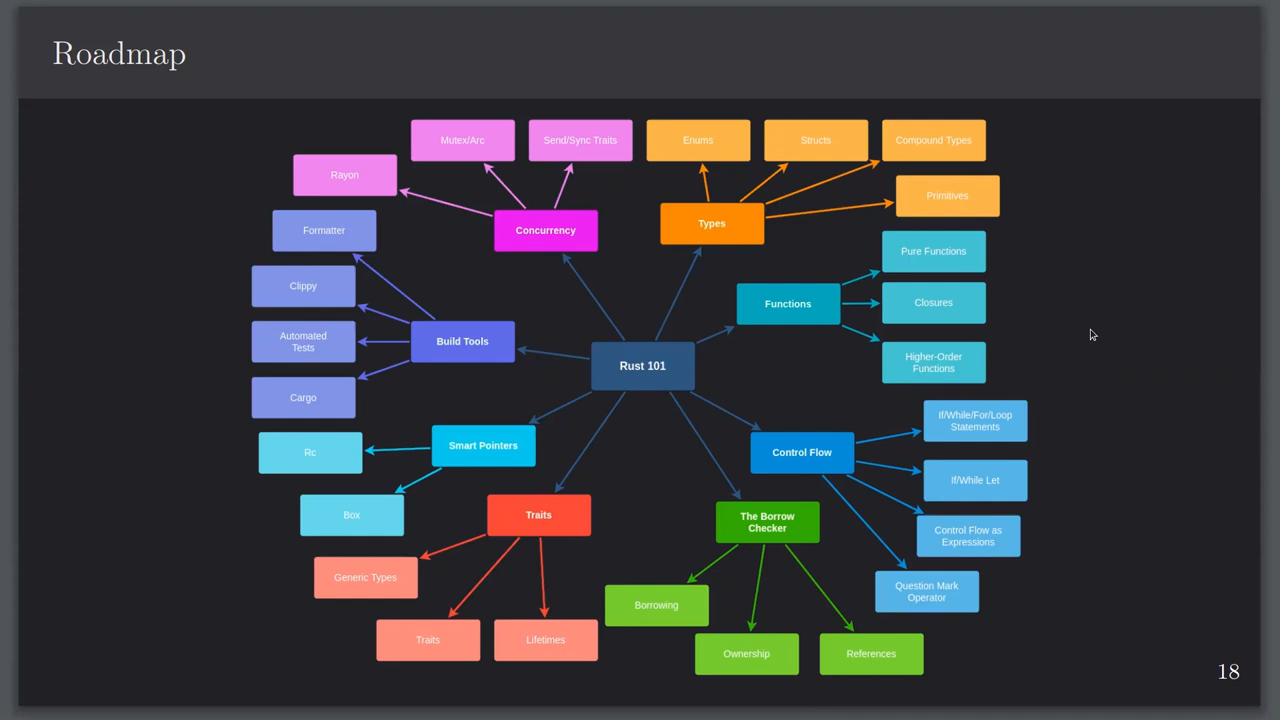 Roadmap
Mutex/Arc
Send/Sync Traits
Enums
Structs
Compound Types
Rayon
Primitives
Formatter
Concurrency
Types
Pure Functions
Clippy
Functions
Closures
Automated
Tests
Build Tools
Rust 101
Higher-Order
Functions
Cargo
If/While/For/Loop
Statements
Rc
Smart Pointers
Control Flow
If/While Let
Box
Traits
The Borrow
Checker
Control Flow as
Expressions
Generic Types
Question Mark
Operator
Borrowing
Traits
Lifetimes
Ownership
References
18